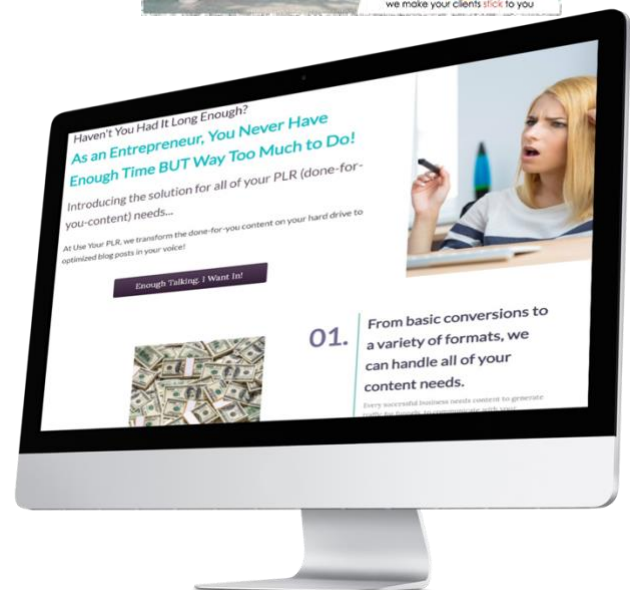 we make your clients stick to you
Haven't You Had It Long Enough?
As an Entrepreneur, You Never Have
Enough Time BUT Way Too Much to Do!
Introducing the solution for all of your PLR (done-for-
you-content) needs...
At Use Your PLR, we transform the done-for-you content on your hard drive to
optimized blog posts in your voice!
Enough Talking. I Want In!
01.
From basic conversions to
a variety of formats, we
can handle all of your
content needs.
Every successful business needs content to generate